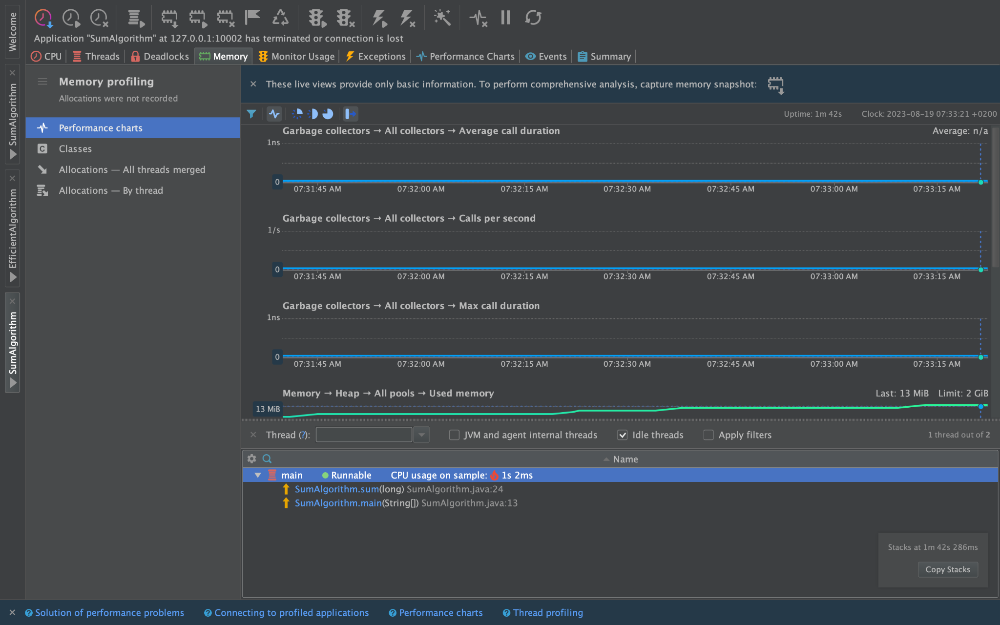 Welcome
SumAlgorithm
EfficientAlgorithm
SumAlgorithm
Application "SumAlgorithm" at 127.0.0.1:10002 has terminated or connection is lost
CPU Threads Deadlocks Memory Monitor Usage Exceptions Performance Charts Events Summary
Memory profiling
Allocations were not recorded
Performance charts
C Classes
Allocations — All threads merged
Allocations — By thread
These live views provide only basic information. To perform comprehensive analysis, capture memory snapshot:
Uptime: 1m 42s Clock: 2023-08-19 07:33:21 +0200
Garbage collectors → All collectors → Average call duration Average: n/a
1ns
0
07:31:45 AM 07:32:00 AM 07:32:15 AM 07:32:30 AM 07:32:45 AM 07:33:00 AM 07:33:15 AM
Garbage collectors → All collectors → Calls per second
1/s
0
07:31:45 AM 07:32:00 AM 07:32:15 AM 07:32:30 AM 07:32:45 AM 07:33:00 AM 07:33:15 AM
Garbage collectors → All collectors → Max call duration
1ns
0
07:31:45 AM 07:32:00 AM 07:32:15 AM 07:32:30 AM 07:32:45 AM 07:33:00 AM 07:33:15 AM
Memory → Heap → All pools → Used memory Last: 13 MiB Limit: 2 GiB
13 MiB
Thread (?): JVM and agent internal threads Idle threads Apply filters 1 thread out of 2
Name
main Runnable CPU usage on sample: 1s 2ms
SumAlgorithm.sum(long) SumAlgorithm.java:24
SumAlgorithm.main(String[]) SumAlgorithm.java:13
Stacks at 1m 42s 286ms
Copy Stacks
? Solution of performance problems ? Connecting to profiled applications ? Performance charts ? Thread profiling